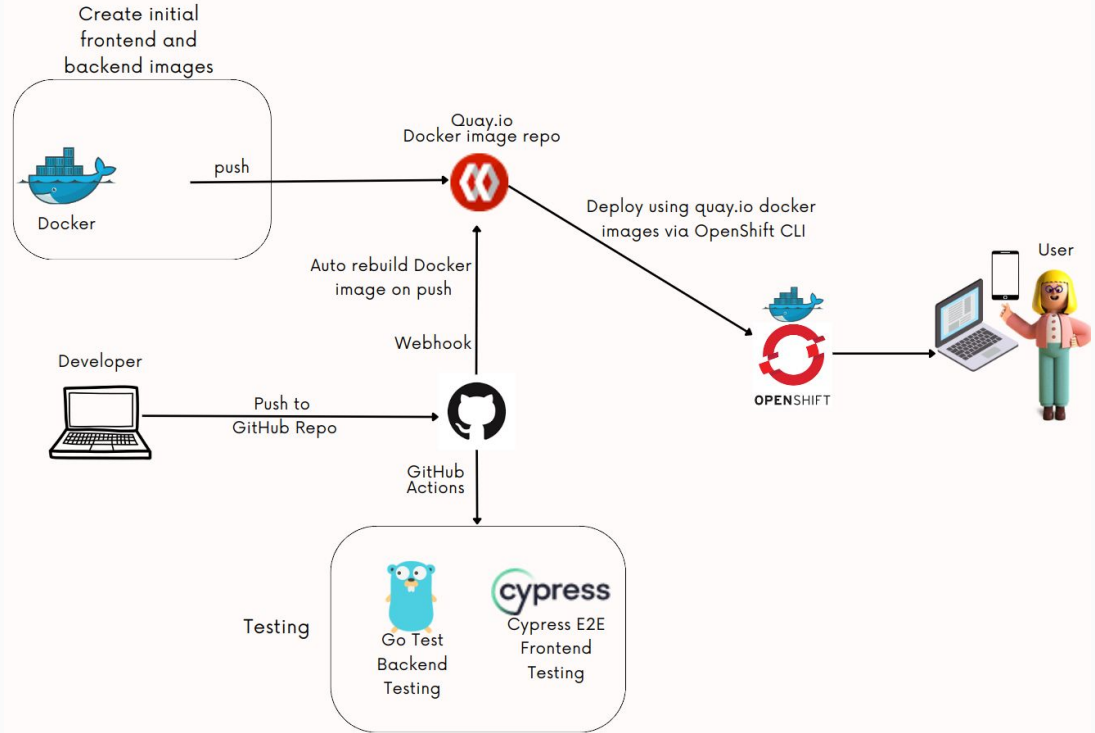 Create initial
frontend and
backend images
Docker
push
Quay.io
Docker image repo
Deploy using quay.io docker
images via OpenShift CLI
User
Auto rebuild Docker
image on push
Webhook
OPENSHIFT
Developer
Push to
GitHub Repo
GitHub
Actions
Testing
Go Test
Backend
Testing
cypress
Cypress E2E
Frontend
Testing